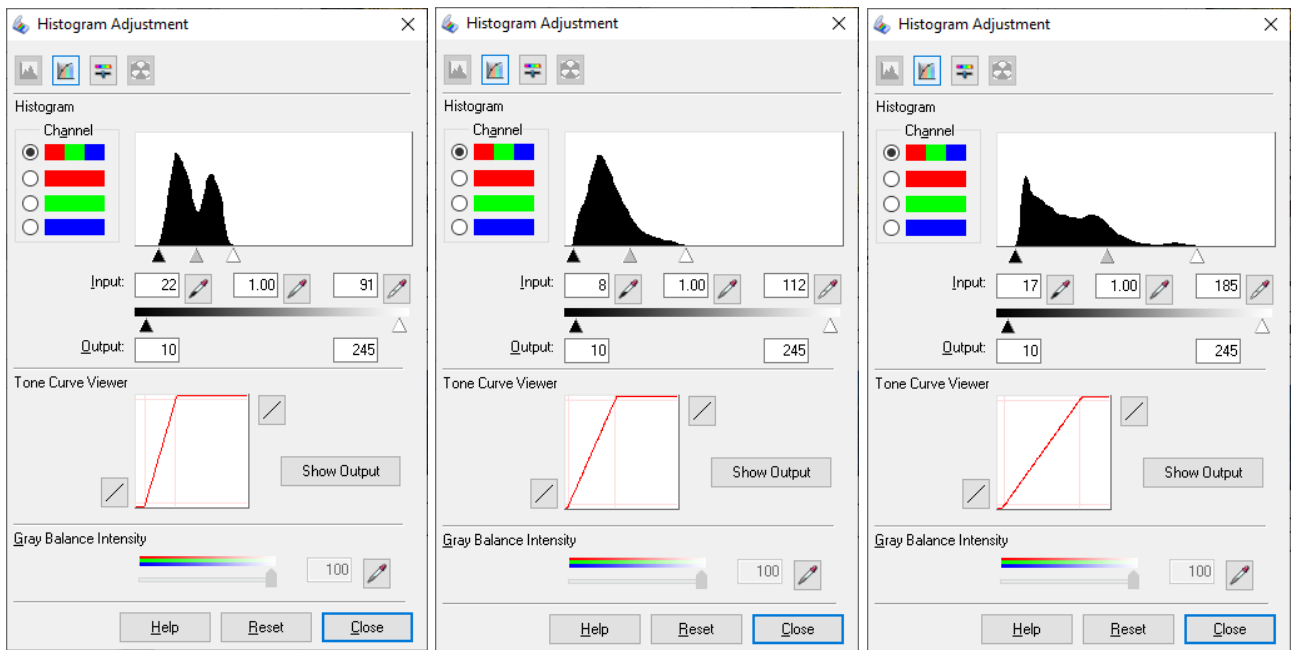 Histogram Adjustment
Histogram
Channel
Input: 22 1.00 91
Output: 10 245
Tone Curve Viewer
Show Output
Gray Balance Intensity
100
Help Reset Close
Histogram Adjustment
Histogram
Channel
Input: 8 1.00 112
Output: 10 245
Tone Curve Viewer
Show Output
Gray Balance Intensity
100
Help Reset Close
Histogram Adjustment
Histogram
Channel
Input: 17 1.00 185
Output: 10 245
Tone Curve Viewer
Show Output
Gray Balance Intensity
100
Help Reset Close